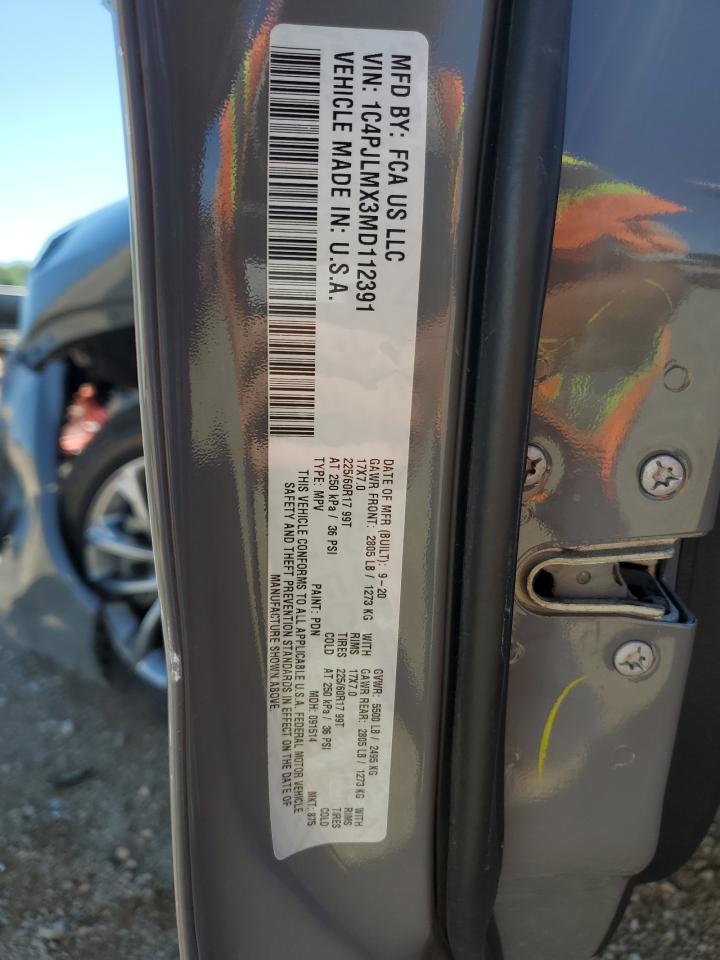 MFD BY: FCA US LLC
VIN: 1C4PJLMX3MD112391
VEHICLE MADE IN: U.S.A.
DATE OF MFR (BUILT): 9-20 GVWR: 5500 LB / 2495 KG
GAWR FRONT: 2805 LB / 1273 KG WITH GAWR REAR: 2805 LB / 1273 KG WITH
17X7.0 RIMS 17X7.0 RIMS
225/60R17 99T TIRES 225/60R17 99T TIRES
AT 250 kPa / 36 PSI COLD AT 250 kPa / 36 PSI COLD
TYPE: MPV PAINT: PDN MDH: 091514 MKT: 875
THIS VEHICLE CONFORMS TO ALL APPLICABLE U.S.A. FEDERAL MOTOR VEHICLE
SAFETY AND THEFT PREVENTION STANDARDS IN EFFECT ON THE DATE OF
MANUFACTURE SHOWN ABOVE.